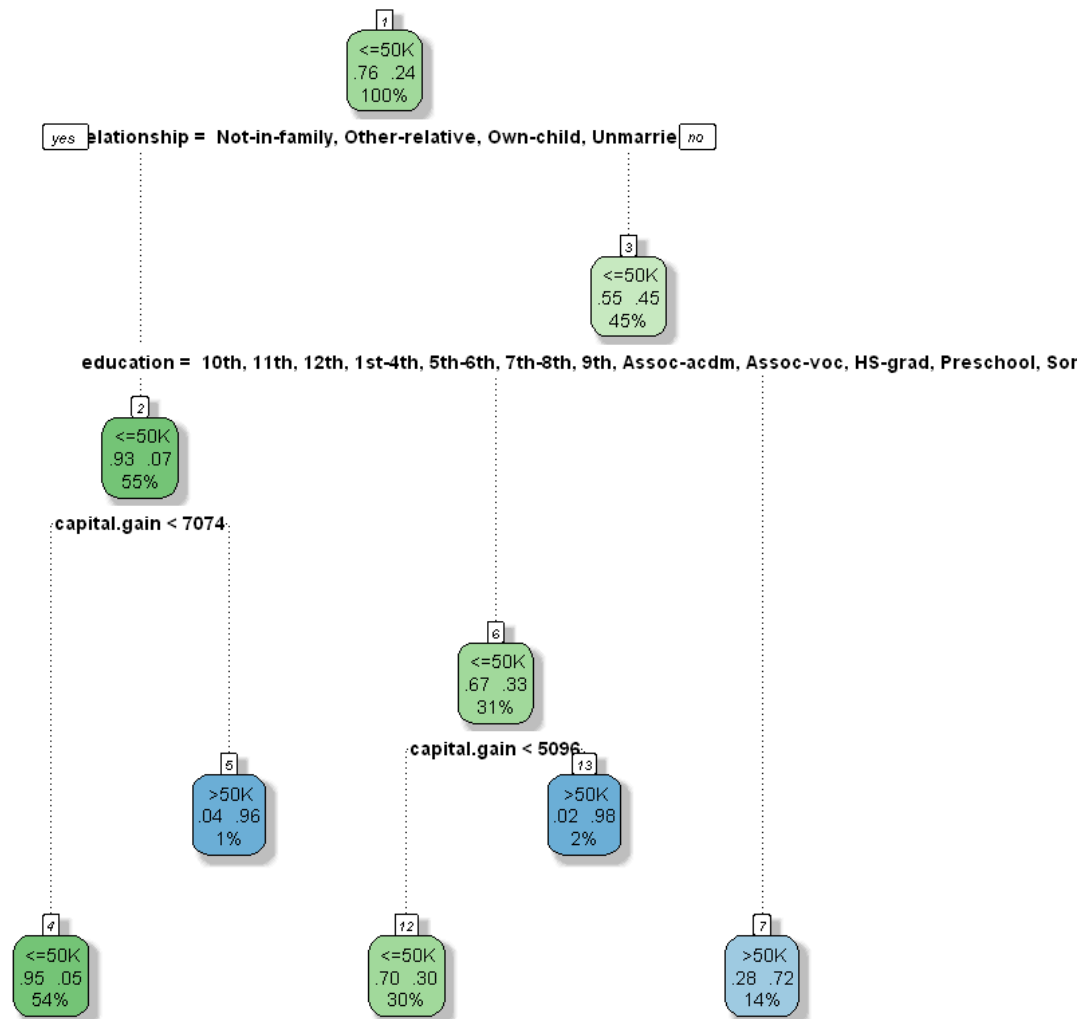 1
<=50K
.76 .24
100%
yes elationship = Not-in-family, Other-relative, Own-child, Unmarrie no
3
<=50K
.55 .45
45%
education = 10th, 11th, 12th, 1st-4th, 5th-6th, 7th-8th, 9th, Assoc-acdm, Assoc-voc, HS-grad, Preschool, Sor
2
<=50K
.93 .07
55%
capital.gain < 7074
6
<=50K
.67 .33
31%
capital.gain < 5096
5
>50K
.04 .96
1%
13
>50K
.02 .98
2%
4
<=50K
.95 .05
54%
12
<=50K
.70 .30
30%
7
>50K
.28 .72
14%